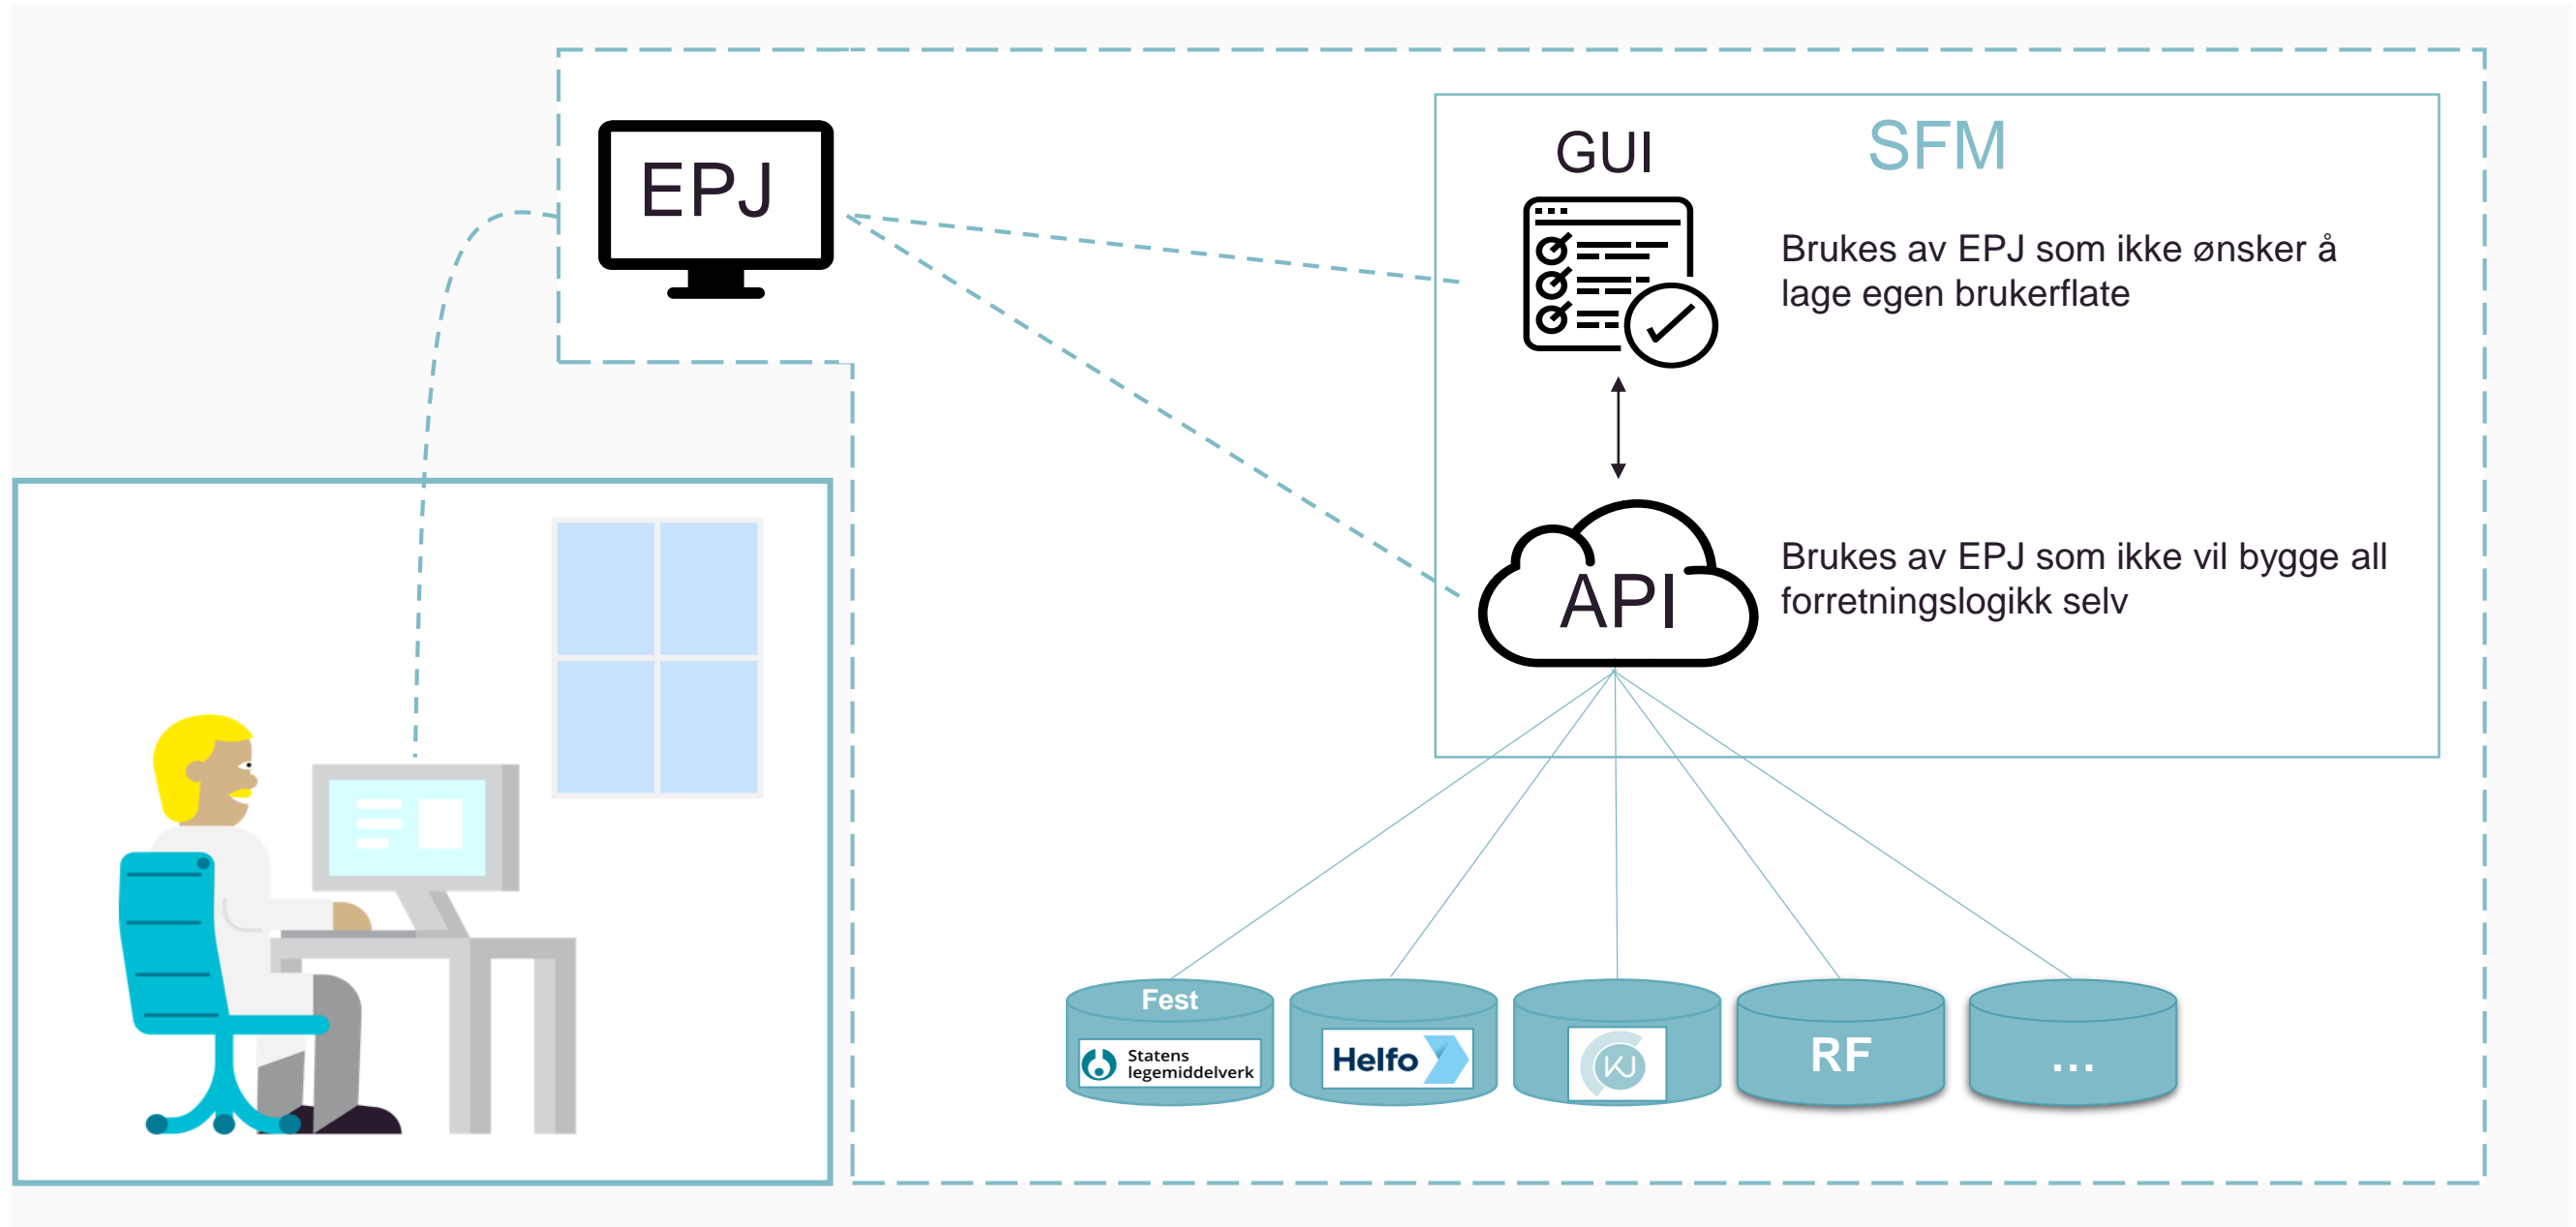 EPJ
GUI
SFM
Brukes av EPJ som ikke ønsker å
lage egen brukerflate
API
Brukes av EPJ som ikke vil bygge all
forretningslogikk selv
Fest
Statens
legemiddelverk
Helfo
KJ
RF
...